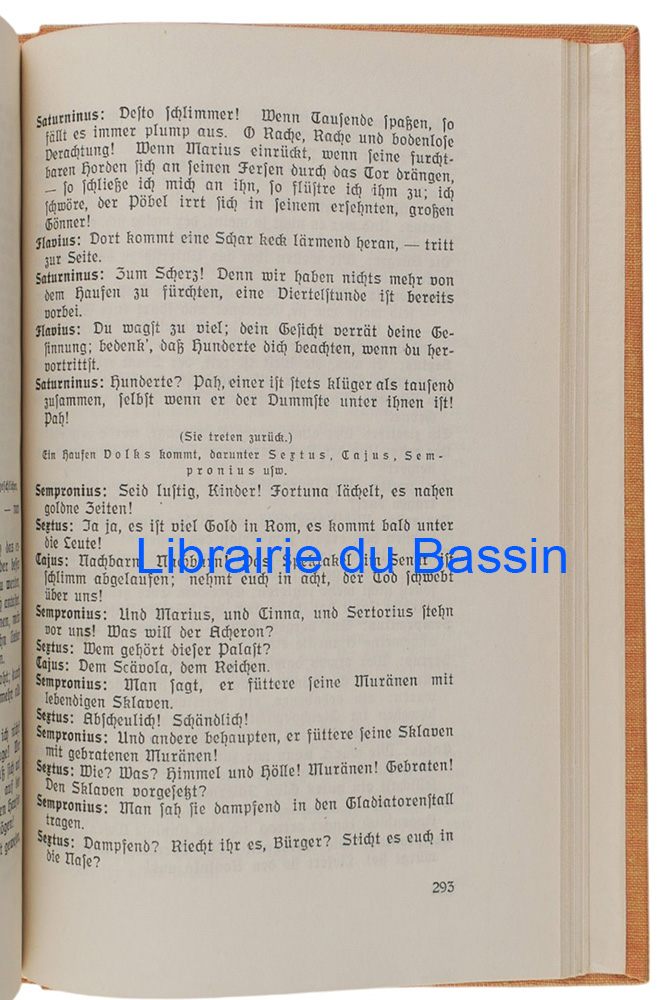 Saturninus: Desto schlimmer! Wenn Tausende spaßen, so
fällt es immer plump aus. O Rache, Rache und bodenlose
Verachtung! Wenn Marius einrückt, wenn seine furcht-
baren Horden sich an seinen Fersen durch das Tor drängen,
— so schließe ich mich an ihn, so flüstre ich ihm zu; ich
schwöre, der Pöbel irrt sich in seinem ersehnten, großen
Gönner!
Flavius: Dort kommt eine Schar keck lärmend heran, — tritt
zur Seite.
Saturninus: Zum Scherz! Denn wir haben nichts mehr von
dem Haufen zu fürchten, eine Viertelstunde ist bereits
vorbei.
Flavius: Du wagst zu viel; dein Gesicht verrät deine Ge-
sinnung; bedenk', daß Hunderte dich beachten, wenn du her-
vortrittst.
Saturninus: Hunderte? Pah, einer ist stets klüger als tausend
zusammen, selbst wenn er der Dummste unter ihnen ist!
Pah!
(Sie treten zurück.)
Ein Haufen Volks kommt, darunter Sextus, Cajus, Sem-
pronius usw.
Sempronius: Seid lustig, Kinder! Fortuna lächelt, es nahen
goldne Zeiten!
Sextus: Ja ja, es ist viel Gold in Rom, es kommt bald unter
die Leute!
Cajus: Nachbarn, Nachbarn! Das Spektakel im Senat ist
schlimm abgelaufen; nehmt euch in acht, der Tod schwebt
über uns!
Sempronius: Und Marius, und Cinna, und Sertorius stehn
vor uns! Was will der Acheron?
Sextus: Wem gehört dieser Palast?
Cajus: Dem Scävola, dem Reichen.
Sempronius: Man sagt, er füttere seine Muränen mit
lebendigen Sklaven.
Sextus: Abscheulich! Schändlich!
Sempronius: Und andere behaupten, er füttere seine Sklaven
mit gebratenen Muränen!
Sextus: Wie? Was? Himmel und Hölle! Muränen! Gebraten!
Den Sklaven vorgesetzt?
Sempronius: Man sah sie dampfend in den Gladiatorenstall
tragen.
Sextus: Dampfend? Riecht ihr es, Bürger? Sticht es euch in
die Nase?
293
Librairie du Bassin